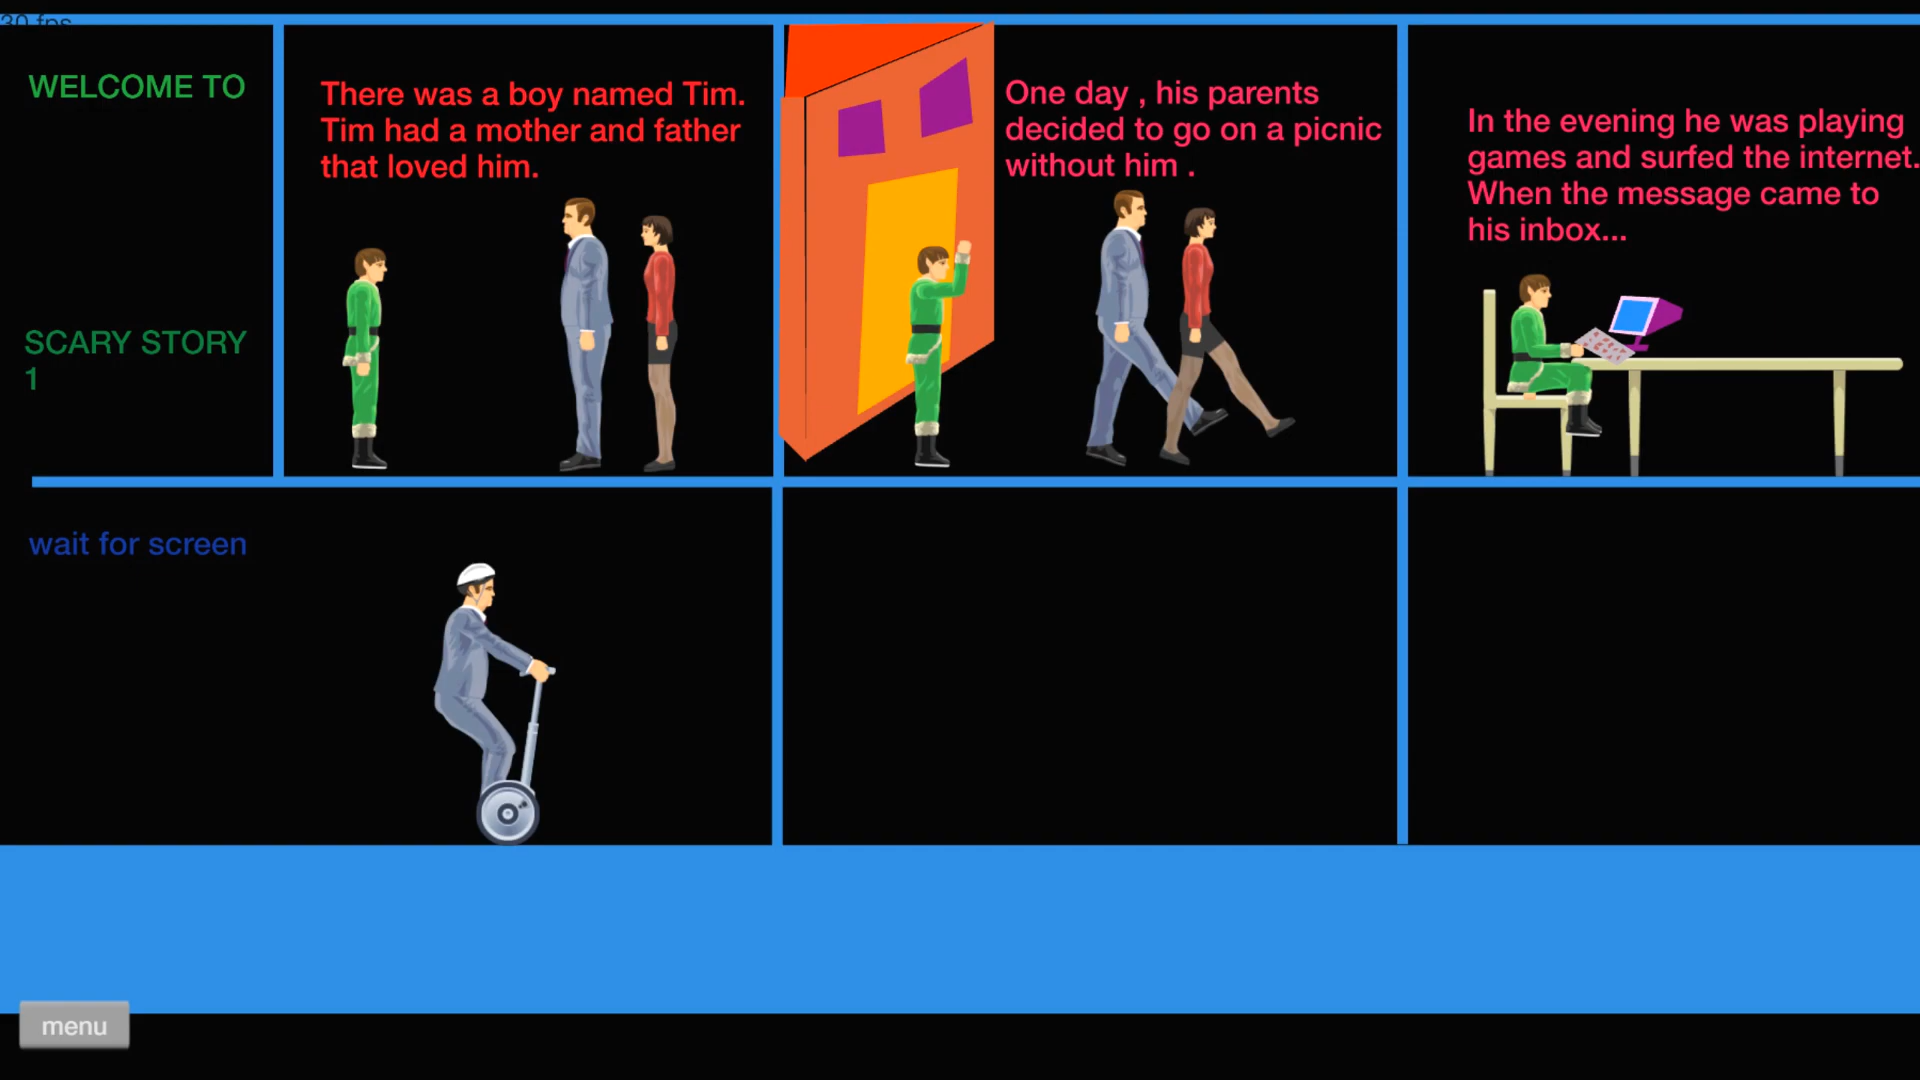 30 fps
WELCOME TO
SCARY STORY
1
There was a boy named Tim.
Tim had a mother and father
that loved him.
One day , his parents
decided to go on a picnic
without him .
In the evening he was playing
games and surfed the internet.
When the message came to
his inbox...
wait for screen
menu